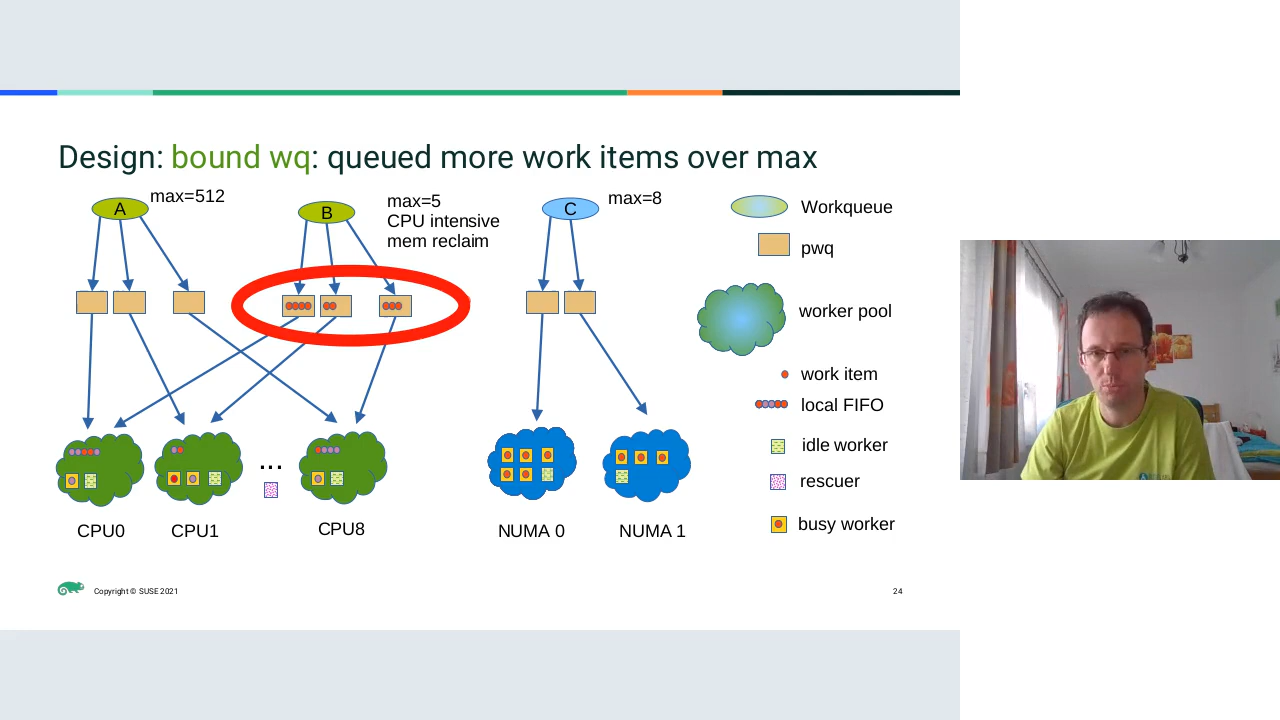 Design: bound wq: queued more work items over max
A
max=512
B
max=5
CPU intensive
mem reclaim
C
max=8
Workqueue
pwq
worker pool
work item
local FIFO
idle worker
rescuer
busy worker
...
CPU0
CPU1
CPU8
NUMA 0
NUMA 1
Copyright © SUSE 2021
24